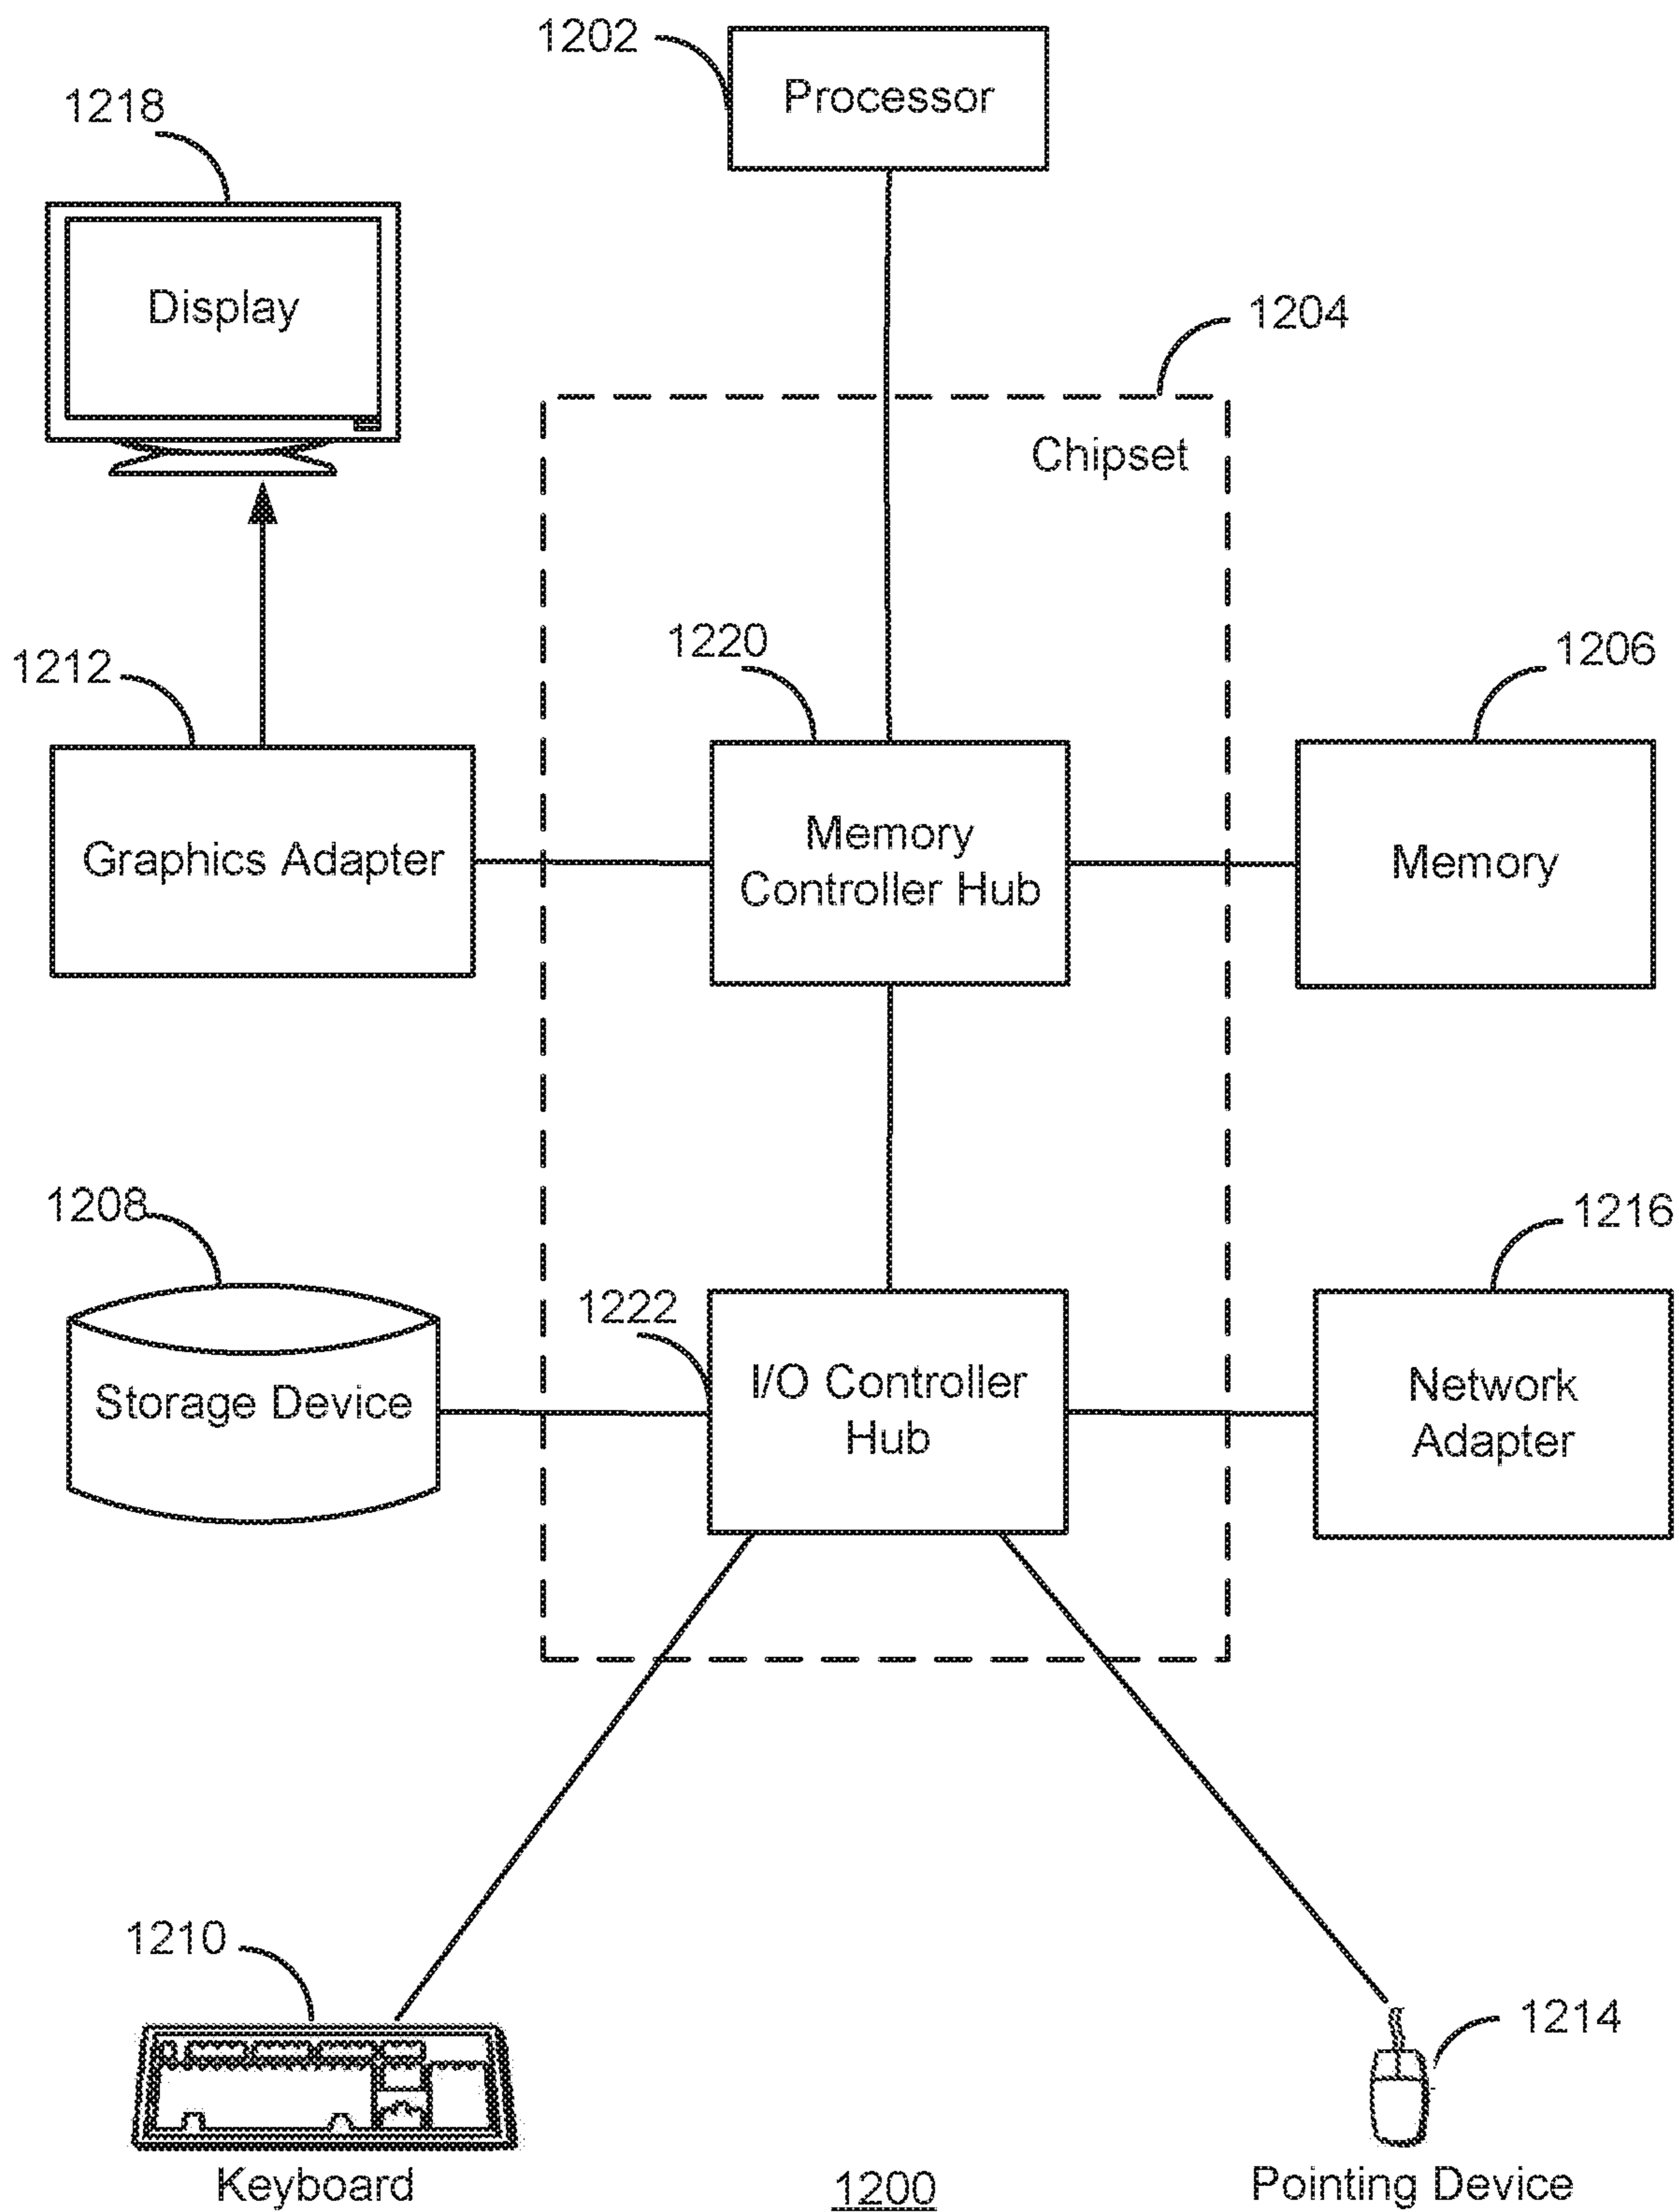 1202
Processor
1218
Display
1204
Chipset
1220
1212
1206
Graphics Adapter
Memory
Controller Hub
Memory
1208
1216
1222
Storage Device
I/O Controller
Hub
Network
Adapter
1210
1214
Keyboard
1200
Pointing Device